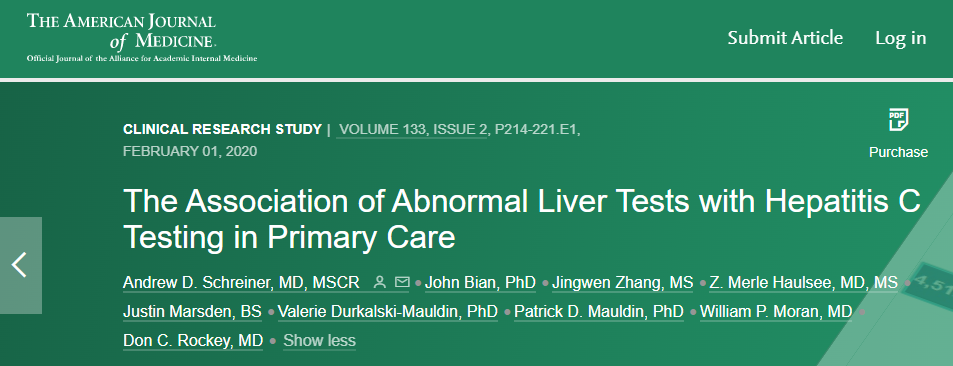 THE AMERICAN JOURNAL
of MEDICINE.
Official Journal of the Alliance for Academic Internal Medicine
Submit Article Log in
CLINICAL RESEARCH STUDY | VOLUME 133, ISSUE 2, P214-221.E1,
FEBRUARY 01, 2020
PDF
Purchase
The Association of Abnormal Liver Tests with Hepatitis C
Testing in Primary Care
Andrew D. Schreiner, MD, MSCR • John Bian, PhD • Jingwen Zhang, MS • Z. Merle Haulsee, MD, MS •
Justin Marsden, BS • Valerie Durkalski-Mauldin, PhD • Patrick D. Mauldin, PhD • William P. Moran, MD •
Don C. Rockey, MD • Show less
4,51